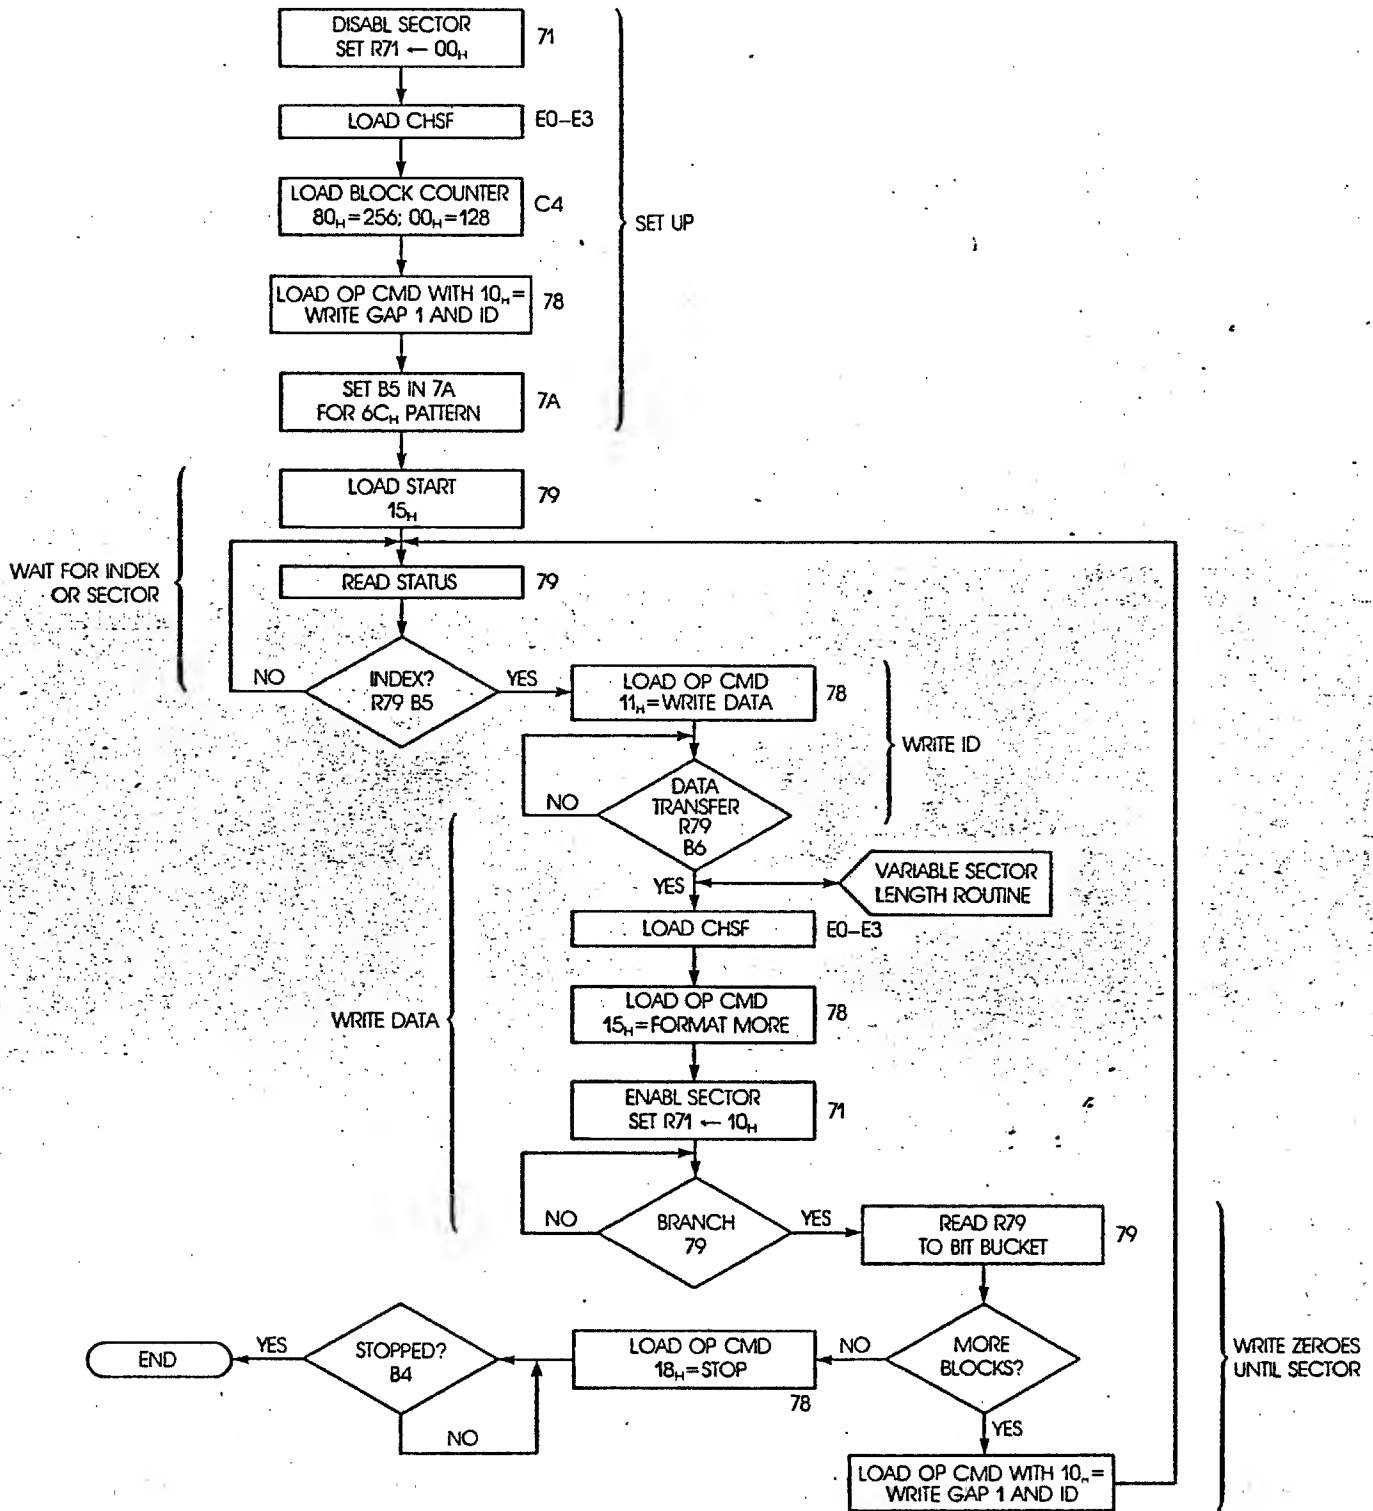 DISABL SECTOR
SET R71 ← 00H
71
LOAD CHSF
E0–E3
LOAD BLOCK COUNTER
80H=256; 00H=128
C4
SET UP
LOAD OP CMD WITH 10H=
WRITE GAP 1 AND ID
78
SET B5 IN 7A
FOR 6CH PATTERN
7A
LOAD START
15H
79
WAIT FOR INDEX
OR SECTOR
READ STATUS
79
INDEX?
R79 B5
NO
YES
LOAD OP CMD
11H=WRITE DATA
78
WRITE ID
DATA
TRANSFER
R79
B6
NO
YES
VARIABLE SECTOR
LENGTH ROUTINE
LOAD CHSF
E0–E3
LOAD OP CMD
15H=FORMAT MORE
78
WRITE DATA
ENABL SECTOR
SET R71 ← 10H
71
BRANCH
79
NO
YES
READ R79
TO BIT BUCKET
79
MORE
BLOCKS?
NO
YES
WRITE ZEROES
UNTIL SECTOR
LOAD OP CMD
18H=STOP
78
STOPPED?
B4
YES
NO
END
LOAD OP CMD WITH 10H=
WRITE GAP 1 AND ID